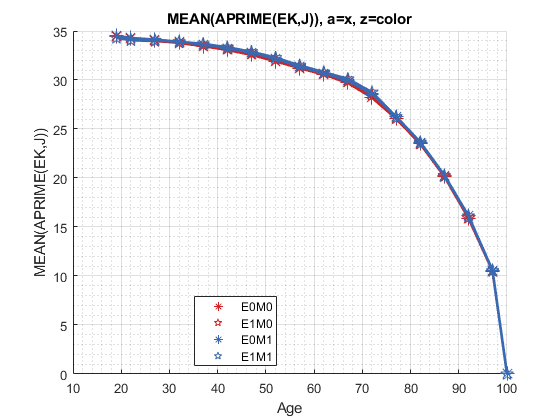 MEAN(APRIME(EK,J)), a=x, z=color
MEAN(APRIME(EK,J))
35
30
25
20
15
10
5
0
E0M0
E1M0
E0M1
E1M1
10 20 30 40 50 60 70 80 90 100
Age